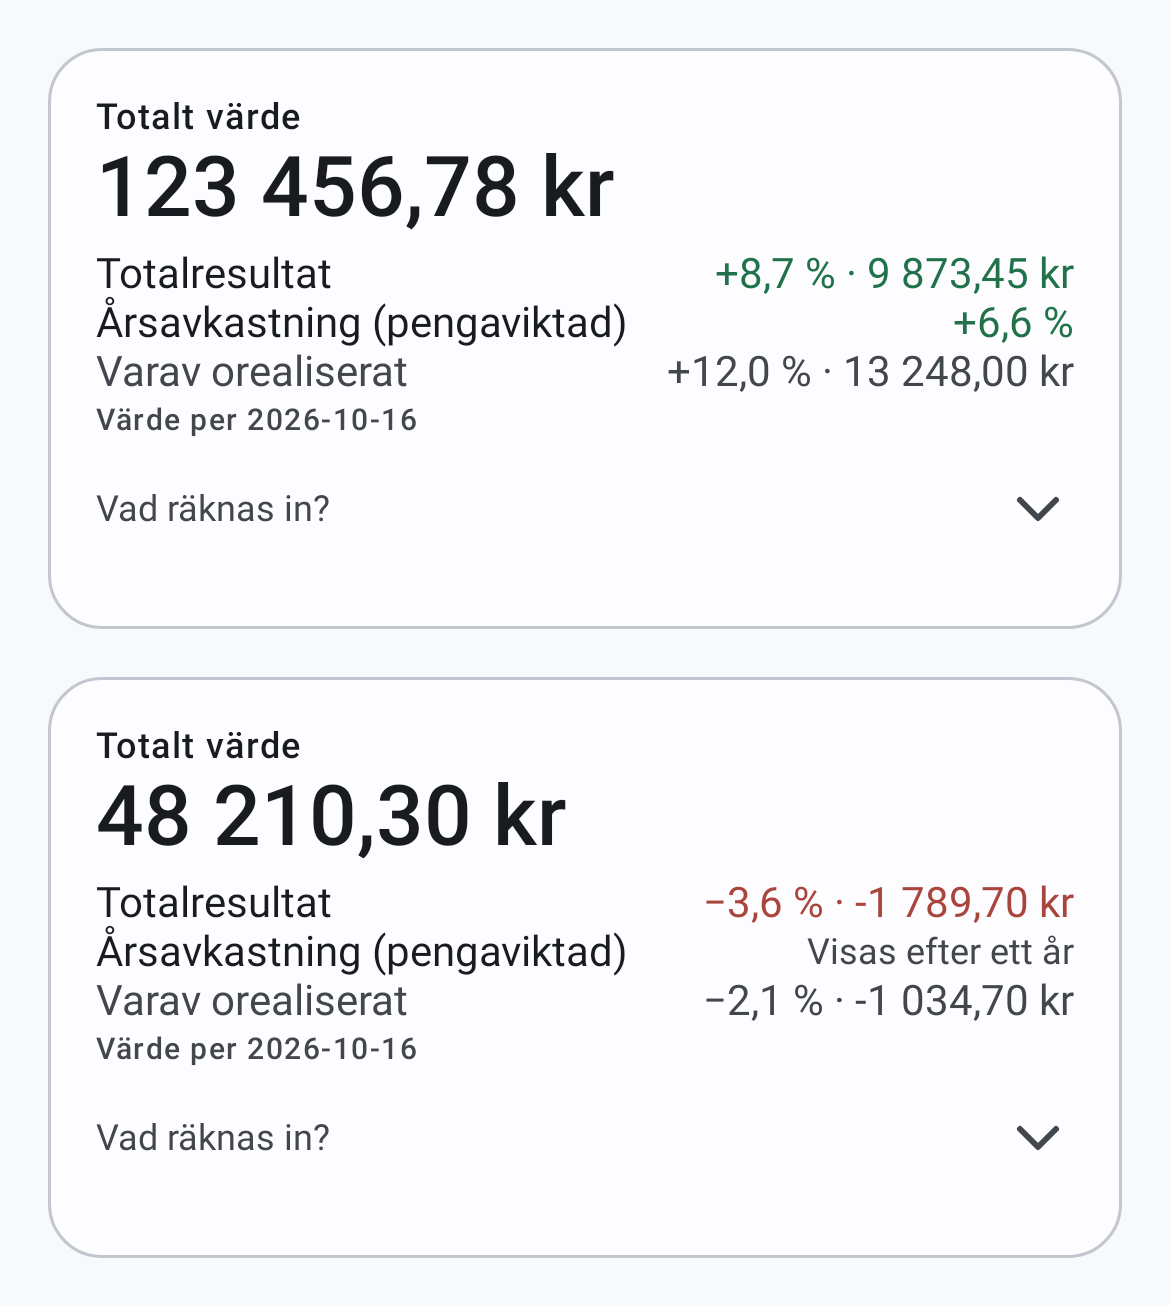 Totalt värde
123 456,78 kr
Totalresultat +8,7 % · 9 873,45 kr
Årsavkastning (pengaviktad) +6,6 %
Varav orealiserat +12,0 % · 13 248,00 kr
Värde per 2026-10-16
Vad räknas in?
Totalt värde
48 210,30 kr
Totalresultat −3,6 % · -1 789,70 kr
Årsavkastning (pengaviktad) Visas efter ett år
Varav orealiserat −2,1 % · -1 034,70 kr
Värde per 2026-10-16
Vad räknas in?